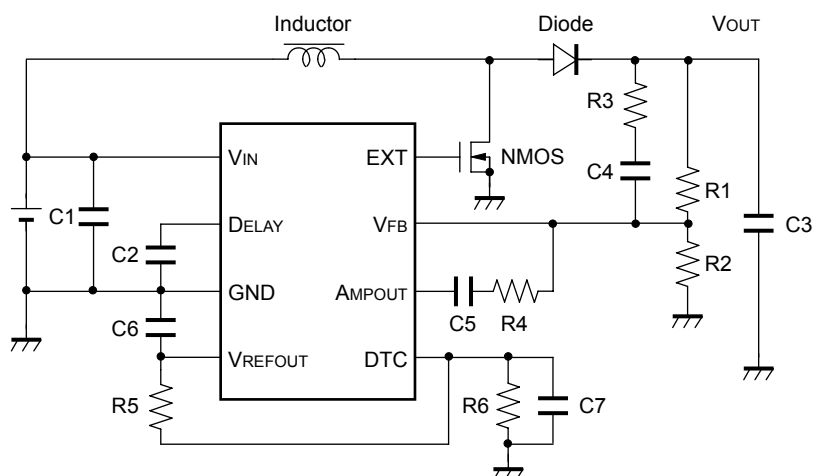 Inductor
Diode
VOUT
R3
VIN
EXT
NMOS
C4
R1
C1
DELAY
VFB
C3
C2
R2
GND
AMPOUT
C5
R4
C6
VREFOUT
DTC
R5
R6
C7